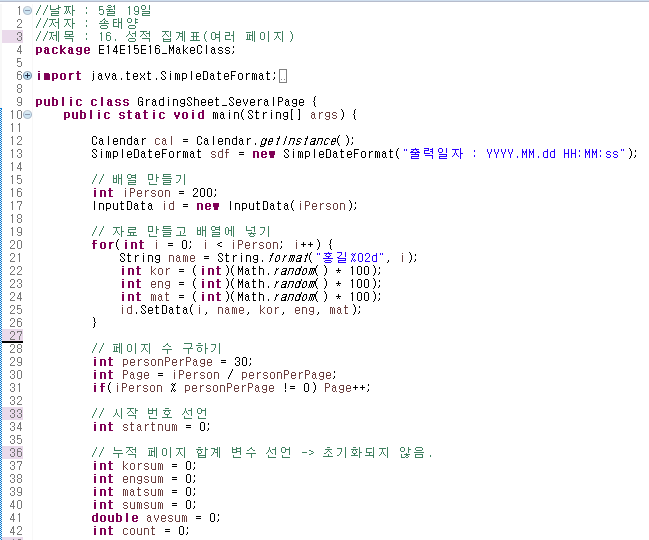 1 //날짜 : 5월 19일
2 //저자 : 송태양
3 //제목 : 16. 성적 집계표(여러 페이지)
4 package E14E15E16_MakeClass;
5
6 import java.text.SimpleDateFormat;
8
9 public class GradingSheet_SeveralPage {
10 public static void main(String[] args) {
11
12 Calendar cal = Calendar.getInstance();
13 SimpleDateFormat sdf = new SimpleDateFormat("출력일자 : YYYY.MM.dd HH:MM:ss");
14
15 // 배열 만들기
16 int iPerson = 200;
17 InputData id = new InputData(iPerson);
18
19 // 자료 만들고 배열에 넣기
20 for(int i = 0; i < iPerson; i++) {
21 String name = String.format("홍길%02d", i);
22 int kor = (int)(Math.random() * 100);
23 int eng = (int)(Math.random() * 100);
24 int mat = (int)(Math.random() * 100);
25 id.SetData(i, name, kor, eng, mat);
26 }
27
28 // 페이지 수 구하기
29 int personPerPage = 30;
30 int Page = iPerson / personPerPage;
31 if(iPerson % personPerPage != 0) Page++;
32
33 // 시작 번호 선언
34 int startnum = 0;
35
36 // 누적 페이지 합계 변수 선언 -> 초기화되지 않음.
37 int korsum = 0;
38 int engsum = 0;
39 int matsum = 0;
40 int sumsum = 0;
41 double avesum = 0;
42 int count = 0;